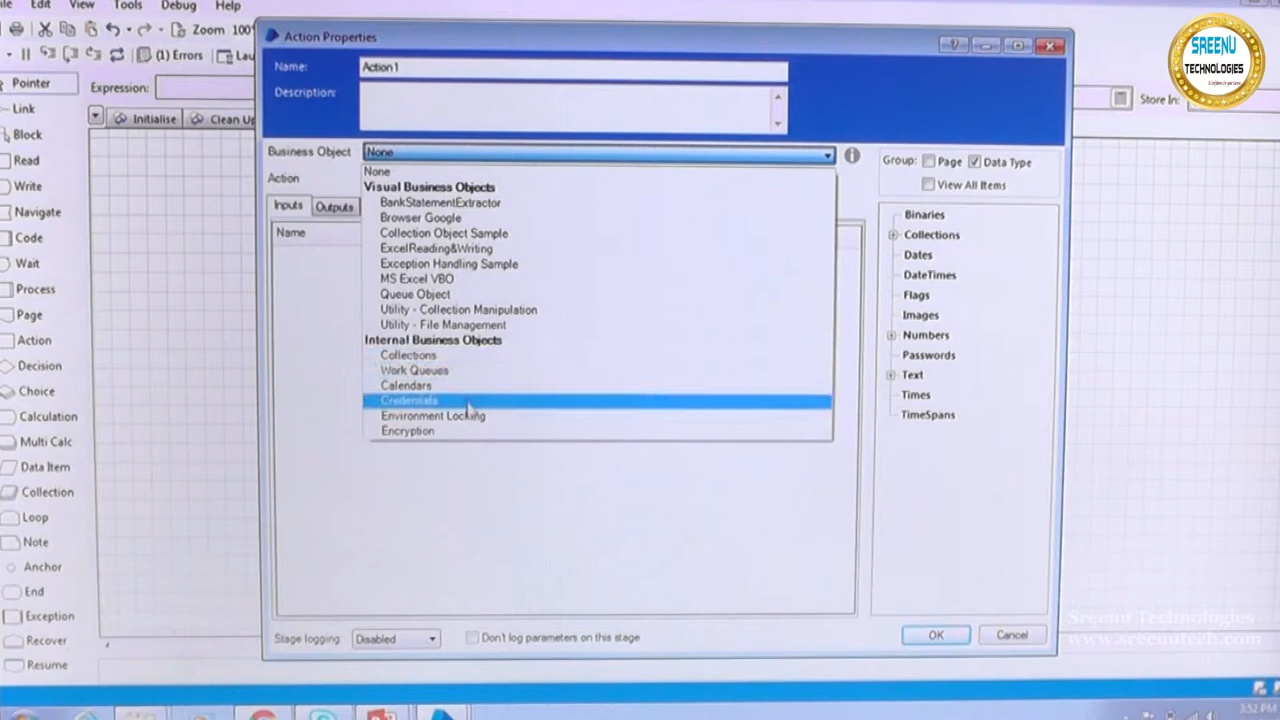 Edit View Tools Debug Help
Zoom 100
(1) Errors
Pointer
Link
Block
Read
Write
Navigate
Code
Wait
Process
Page
Action
Decision
Choice
Calculation
Multi Calc
Data Item
Collection
Loop
Note
Anchor
End
Exception
Recover
Resume
Expression:
Store In:
Initialise
Clean Up
Action Properties
Name:
Action1
Description:
Business Object
None
Action
Inputs
Outputs
Name
None
Visual Business Objects
BankStatementExtractor
Browser Google
Collection Object Sample
ExcelReading&Writing
Exception Handling Sample
MS Excel VBO
Queue Object
Utility - Collection Manipulation
Utility - File Management
Internal Business Objects
Collections
Work Queues
Calendars
Credentials
Environment Locking
Encryption
Group: Page Data Type
View All Items
Binaries
Collections
Dates
DateTimes
Flags
Images
Numbers
Passwords
Text
Times
TimeSpans
Stage logging: Disabled
Don't log parameters on this stage
OK
Cancel
SREENU
TECHNOLOGIES
Sreenu Technologies
www.sreenutech.com
3:52 PM